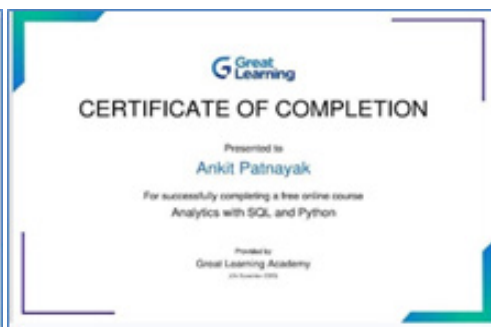 Great
Learning
CERTIFICATE OF COMPLETION
Presented to
Ankit Patnayak
For successfully completing a free online course
Analytics with SQL and Python
Provided by
Great Learning Academy